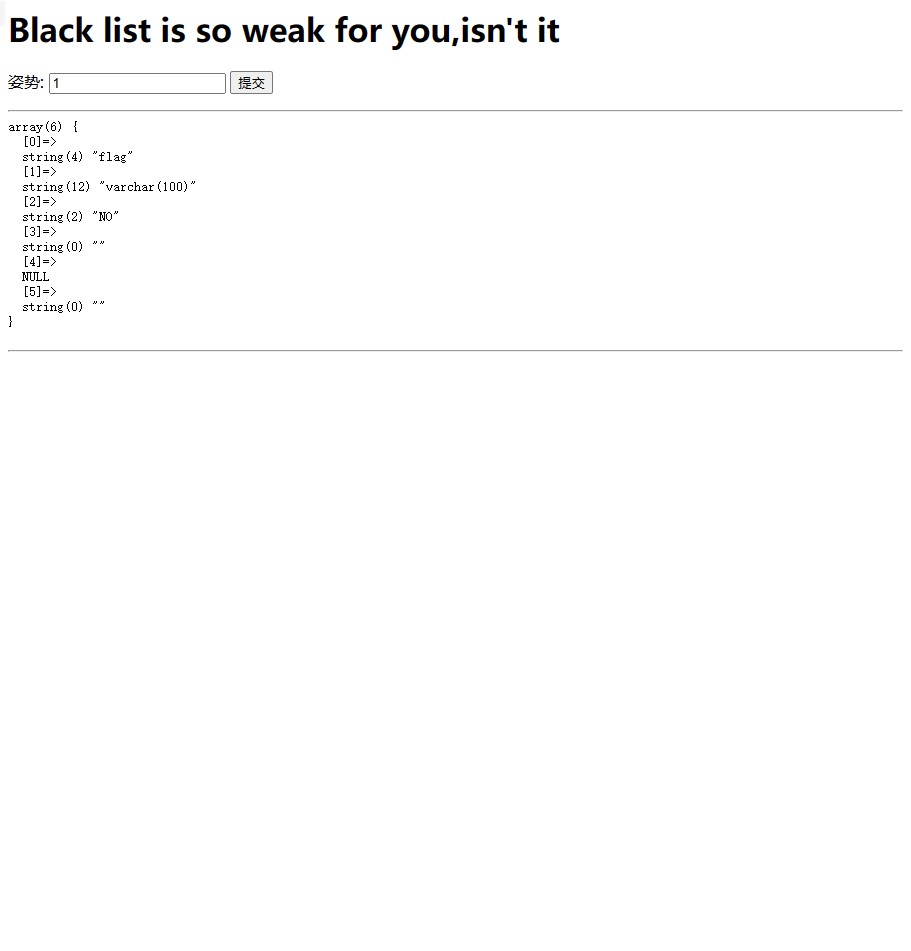 Black list is so weak for you,isn't it
姿势: 1 提交
array(6) {
  [0]=>
  string(4) "flag"
  [1]=>
  string(12) "varchar(100)"
  [2]=>
  string(2) "NO"
  [3]=>
  string(0) ""
  [4]=>
  NULL
  [5]=>
  string(0) ""
}